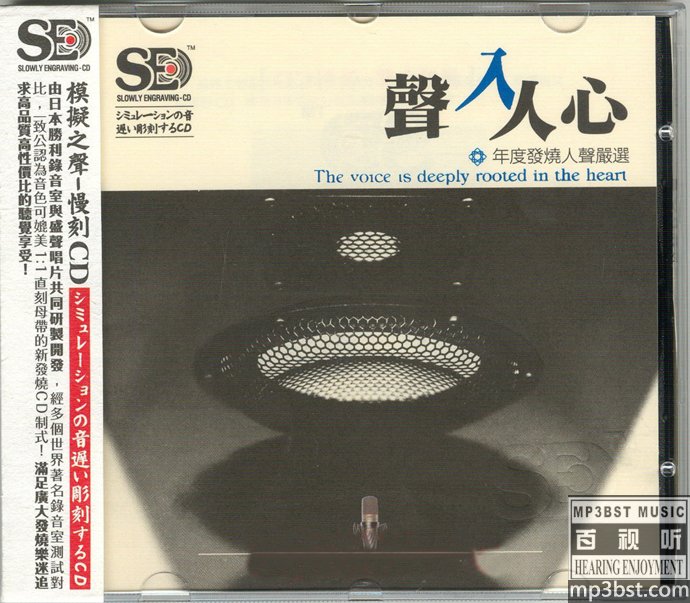 SED
TM
SLOWLY ENGRAVING-CD
模擬之聲–慢刻CD
シミュレーションの音遅い彫刻するCD
由日本勝利錄音室與盛聲唱片共同研製開發，經多個世界著名錄音室測試對
比，一致公認為音色可媲美1:1直刻母帶的新發燒CD制式！滿足廣大發燒樂迷追
求高品質高性價比的聽覺享受！
SED
TM
SLOWLY ENGRAVING-CD
シミュレーションの音
遅い彫刻するCD
聲入人心
年度發燒人聲嚴選
The voice is deeply rooted in the heart
MP3BST MUSIC
百视听
HEARING ENJOYMENT
mp3bst.com